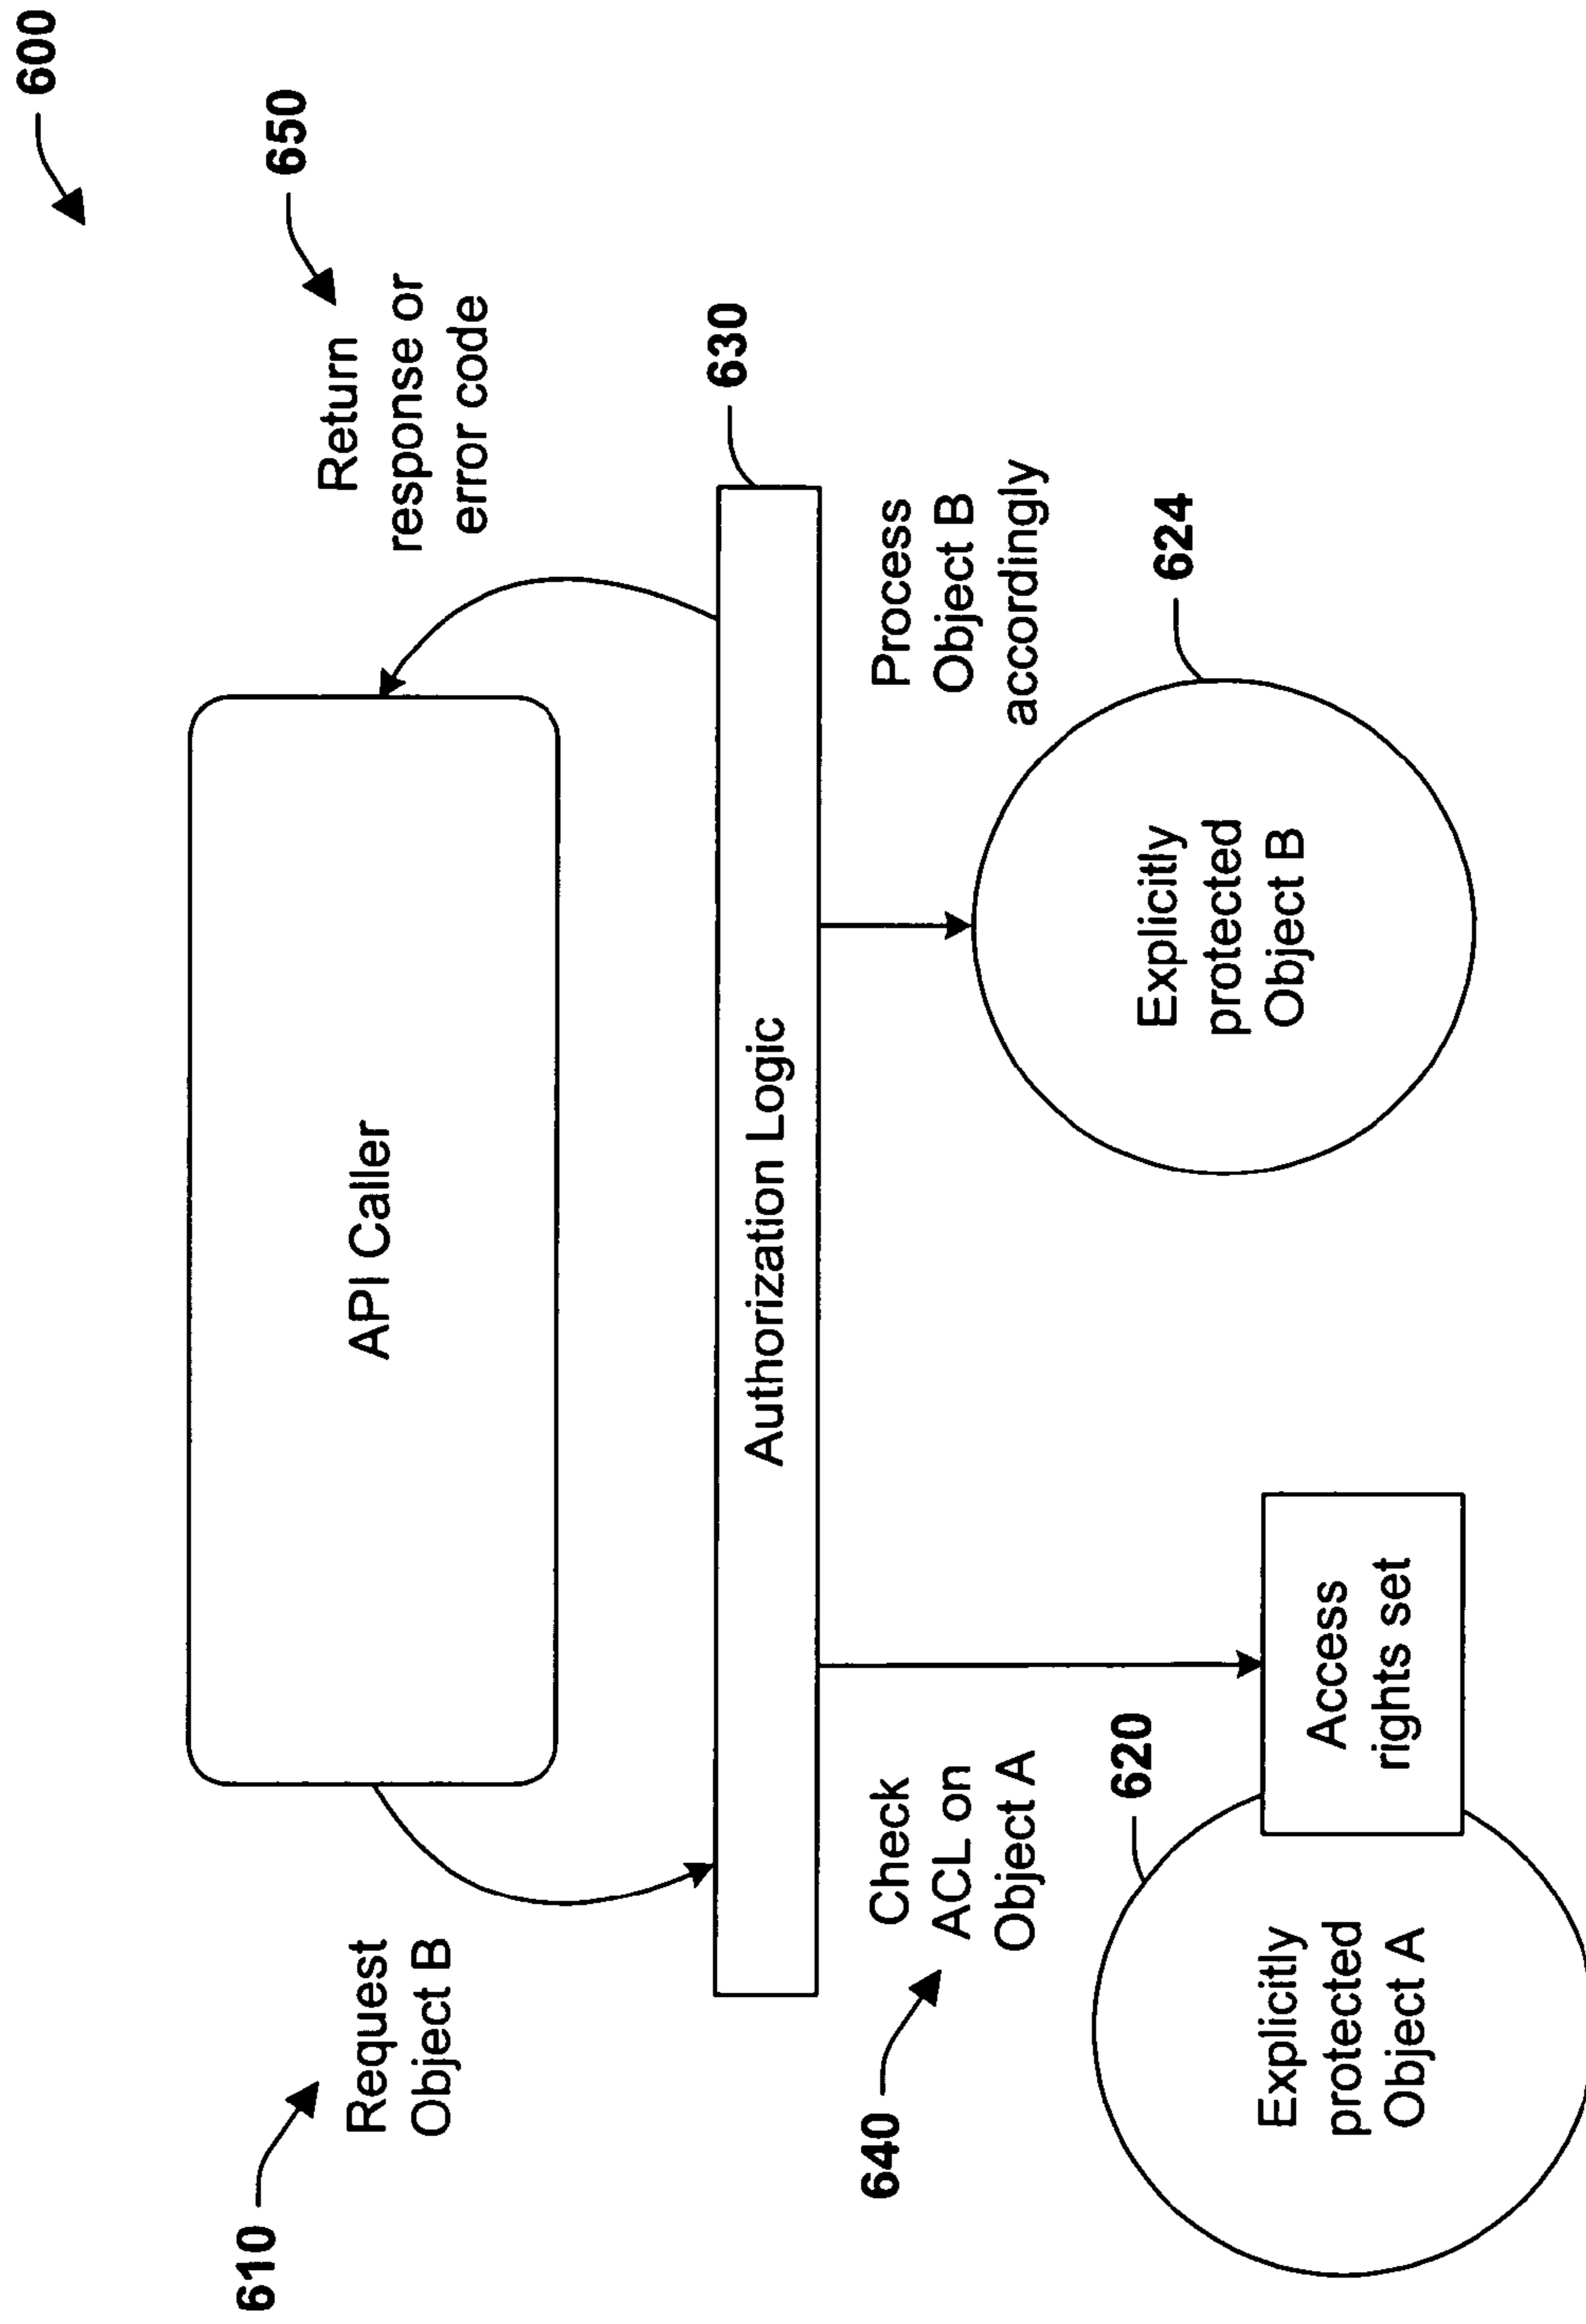 600
650
Return
response or
error code
610
Request
Object B
API Caller
630
Authorization Logic
640
Check
ACL on
Object A
Process
Object B
accordingly
620
624
Explicitly
protected
Object A
Access
rights set
Explicitly
protected
Object B